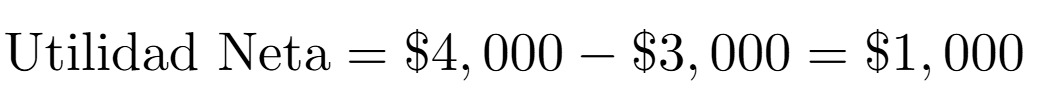 Utilidad Neta = $4, 000 − $3, 000 = $1, 000